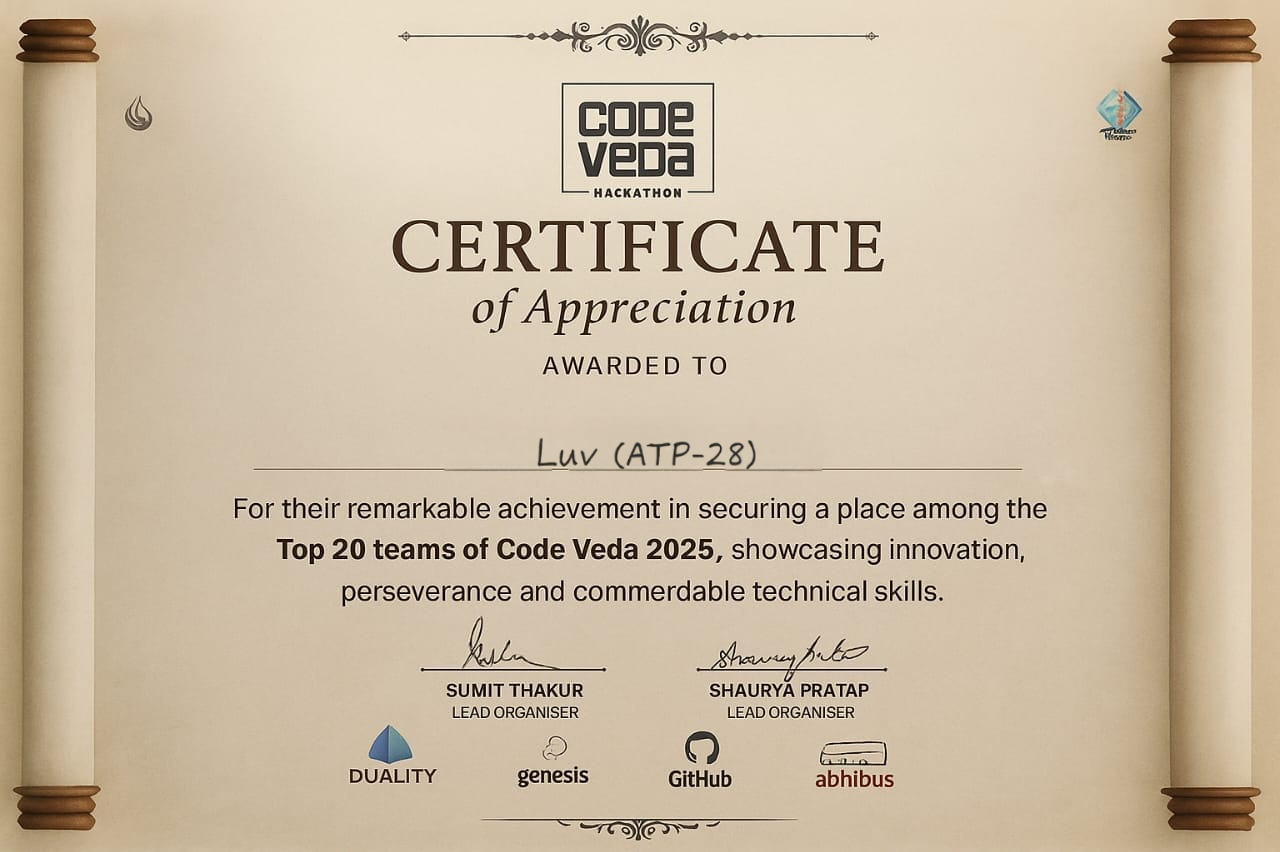 CODE
VEDA
HACKATHON
CERTIFICATE
of Appreciation
AWARDED TO
Luv (ATP-28)
For their remarkable achievement in securing a place among the
Top 20 teams of Code Veda 2025, showcasing innovation,
perseverance and commerdable technical skills.
SUMIT THAKUR
LEAD ORGANISER
SHAURYA PRATAP
LEAD ORGANISER
DUALITY
genesis
GitHub
abhibus